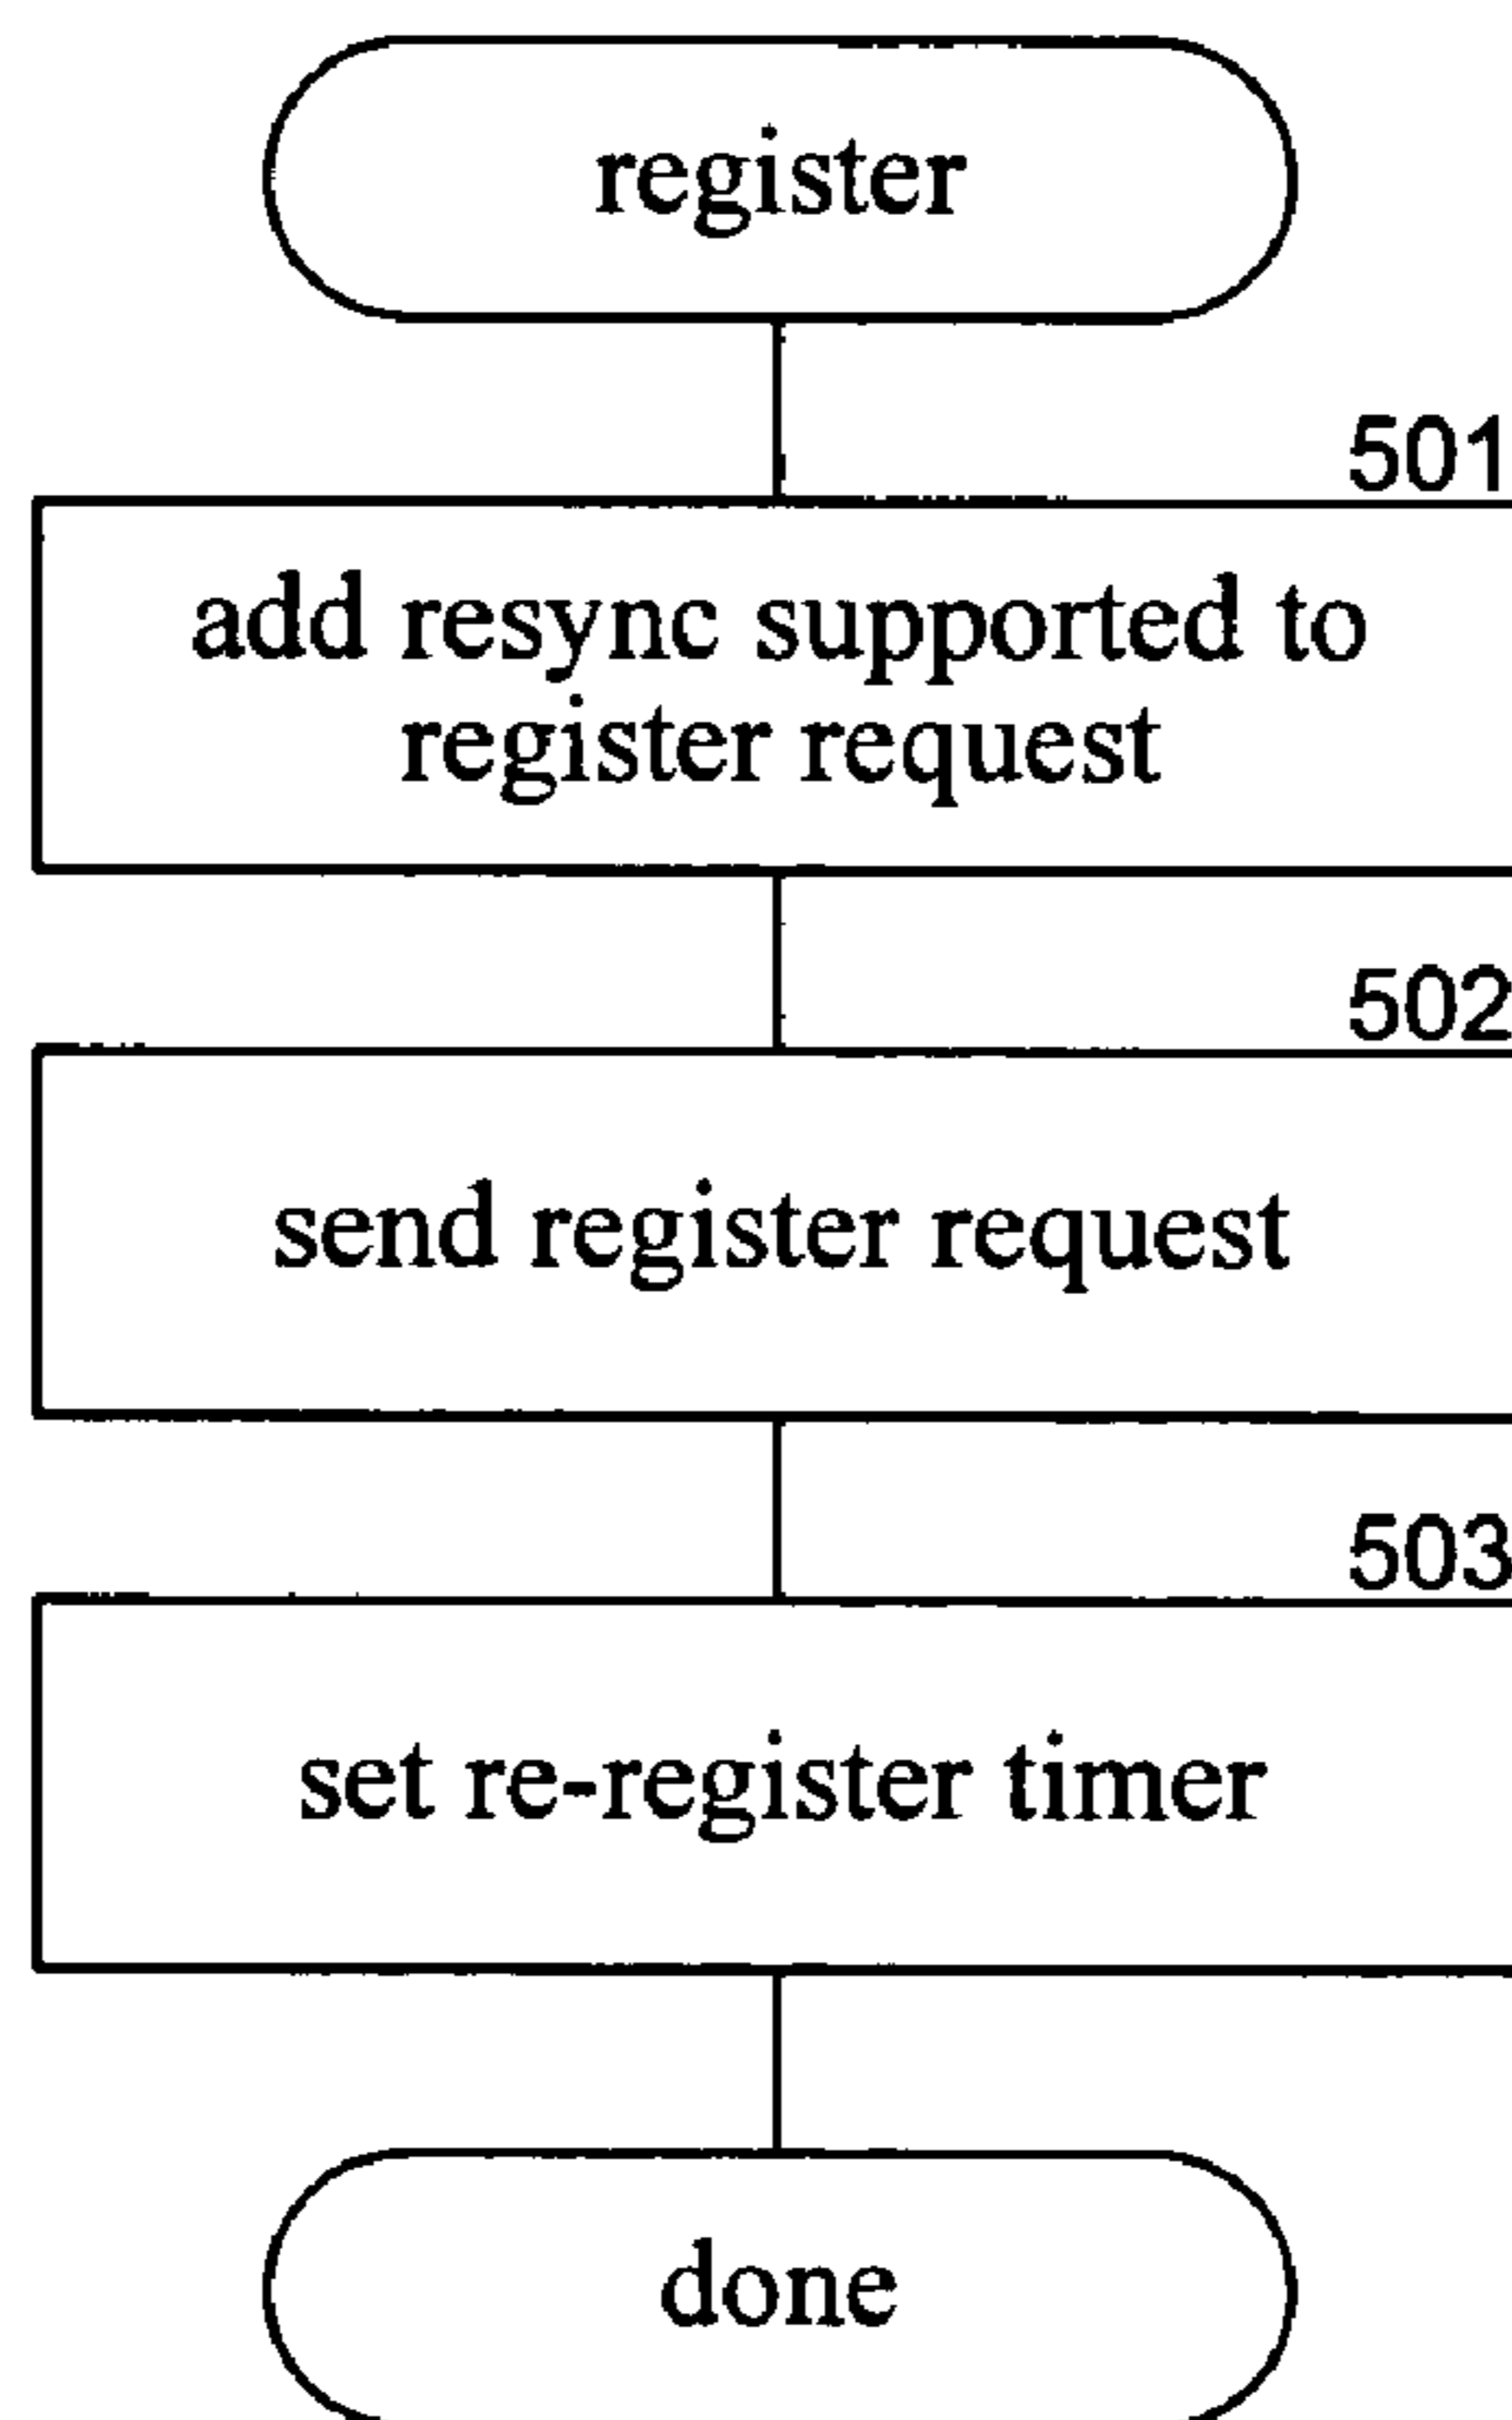 register
501
add resync supported to
register request
502
send register request
503
set re-register timer
done